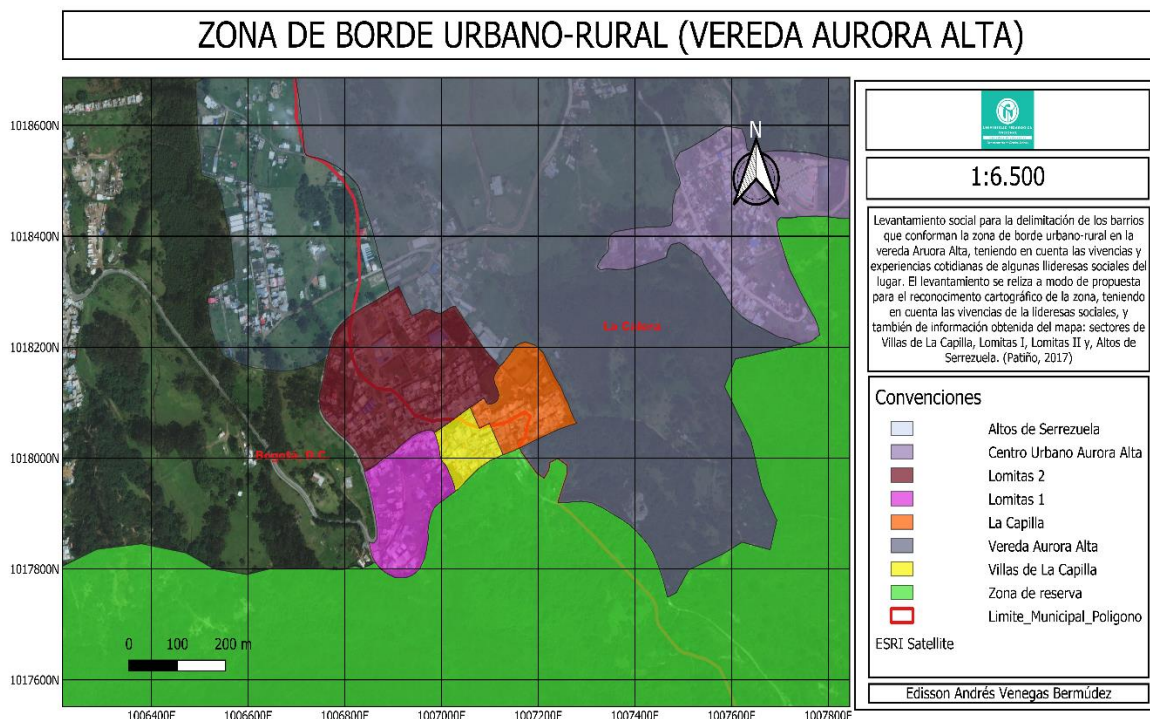 ZONA DE BORDE URBANO-RURAL (VEREDA AURORA ALTA)
1018600N
1018400N
1018200N
1018000N
1017800N
1017600N
N
La Calera
Bogotá, D.C.
0 100 200 m
1006400E 1006600E 1006800E 1007000E 1007200E 1007400E 1007600E 1007800E
1:6.500
Levantamiento social para la delimitación de los barrios
que conforman la zona de borde urbano-rural en la
vereda Aruora Alta, teniendo en cuenta las vivencias y
experiencias cotidianas de algunas llideresas sociales del
lugar. El levantamiento se reliza a modo de propuesta
para el reconocimento cartográfico de la zona, teniendo
en cuenta las vivencias de la lideresas sociales, y
también de información obtenida del mapa: sectores de
Villas de La Capilla, Lomitas I, Lomitas II y, Altos de
Serrezuela. (Patiño, 2017)
Convenciones
Altos de Serrezuela
Centro Urbano Aurora Alta
Lomitas 2
Lomitas 1
La Capilla
Vereda Aurora Alta
Villas de La Capilla
Zona de reserva
Limite_Municipal_Poligono
ESRI Satellite
Edisson Andrés Venegas Bermúdez